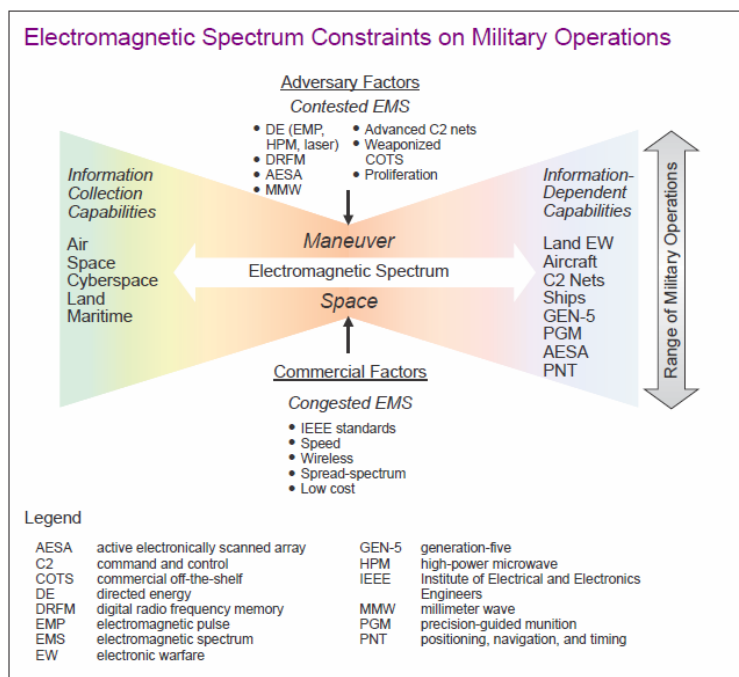 Electromagnetic Spectrum Constraints on Military Operations
Adversary Factors
Contested EMS
• DE (EMP, HPM, laser)
• DRFM
• AESA
• MMW
• Advanced C2 nets
• Weaponized COTS
• Proliferation
Information
Collection
Capabilities
Air
Space
Cyberspace
Land
Maritime
Maneuver
Electromagnetic Spectrum
Space
Information-
Dependent
Capabilities
Land EW
Aircraft
C2 Nets
Ships
GEN-5
PGM
AESA
PNT
Range of Military Operations
Commercial Factors
Congested EMS
• IEEE standards
• Speed
• Wireless
• Spread-spectrum
• Low cost
Legend
AESA active electronically scanned array
C2 command and control
COTS commercial off-the-shelf
DE directed energy
DRFM digital radio frequency memory
EMP electromagnetic pulse
EMS electromagnetic spectrum
EW electronic warfare
GEN-5 generation-five
HPM high-power microwave
IEEE Institute of Electrical and Electronics
Engineers
MMW millimeter wave
PGM precision-guided munition
PNT positioning, navigation, and timing